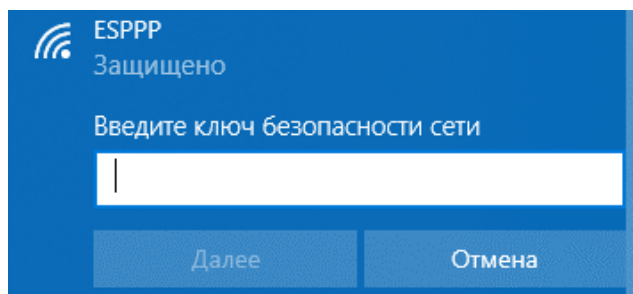 ESPPP
Защищено
Введите ключ безопасности сети
Далее
Отмена